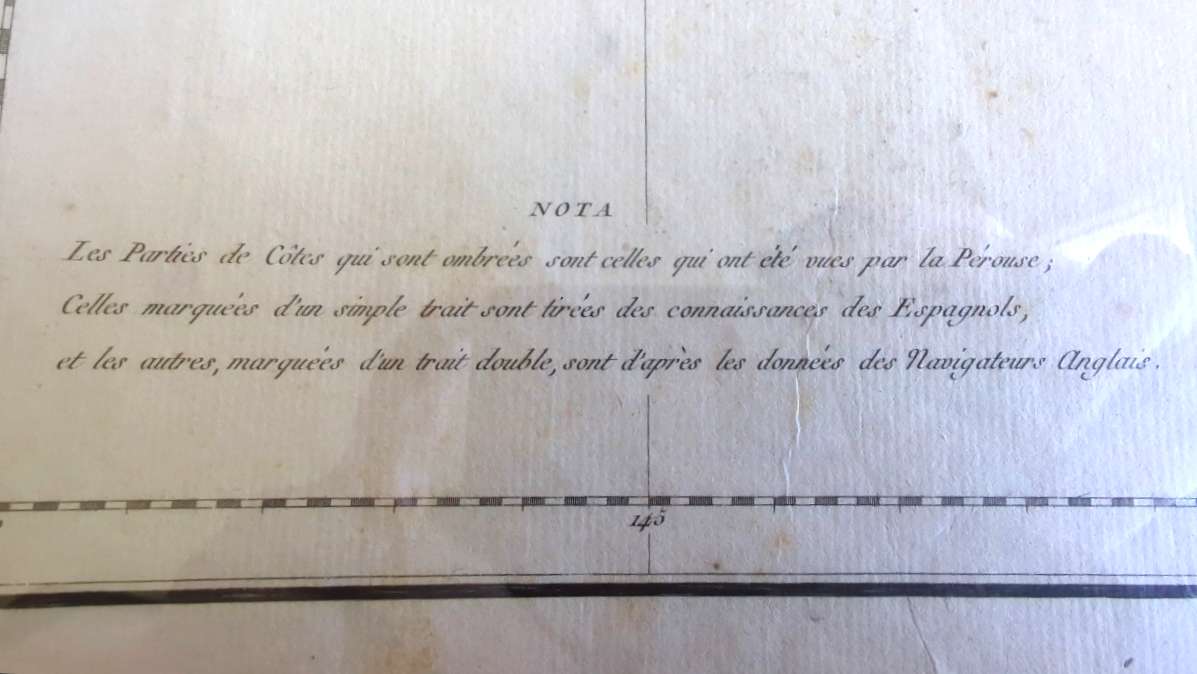 NOTA
Les Parties de Côtes qui sont ombrées sont celles qui ont été vues par la Pérouse ;
Celles marquées d'un simple trait sont tirées des connaissances des Espagnols,
et les autres, marquées d'un trait double, sont d'après les données des Navigateurs Anglais.
145